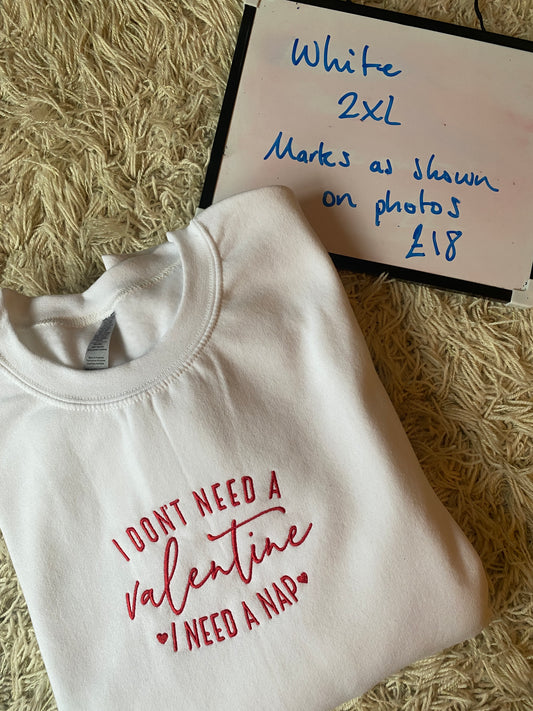 White
2XL
Marks as shown
on photos
£18
I DON'T NEED A
valentine
I NEED A NAP